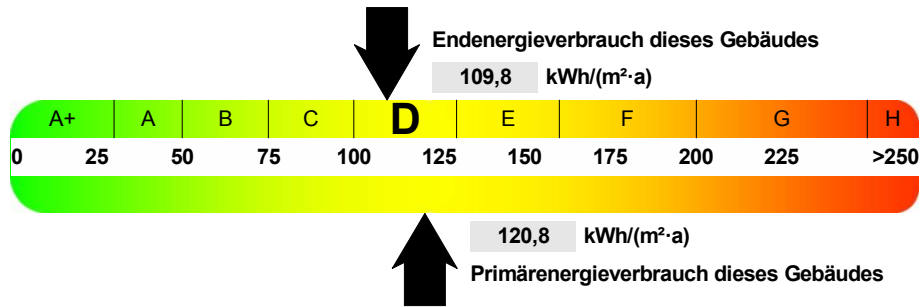 Endenergieverbrauch dieses Gebäudes
109,8 kWh/(m²·a)
A+ A B C D E F G H
0 25 50 75 100 125 150 175 200 225 >250
120,8 kWh/(m²·a)
Primärenergieverbrauch dieses Gebäudes